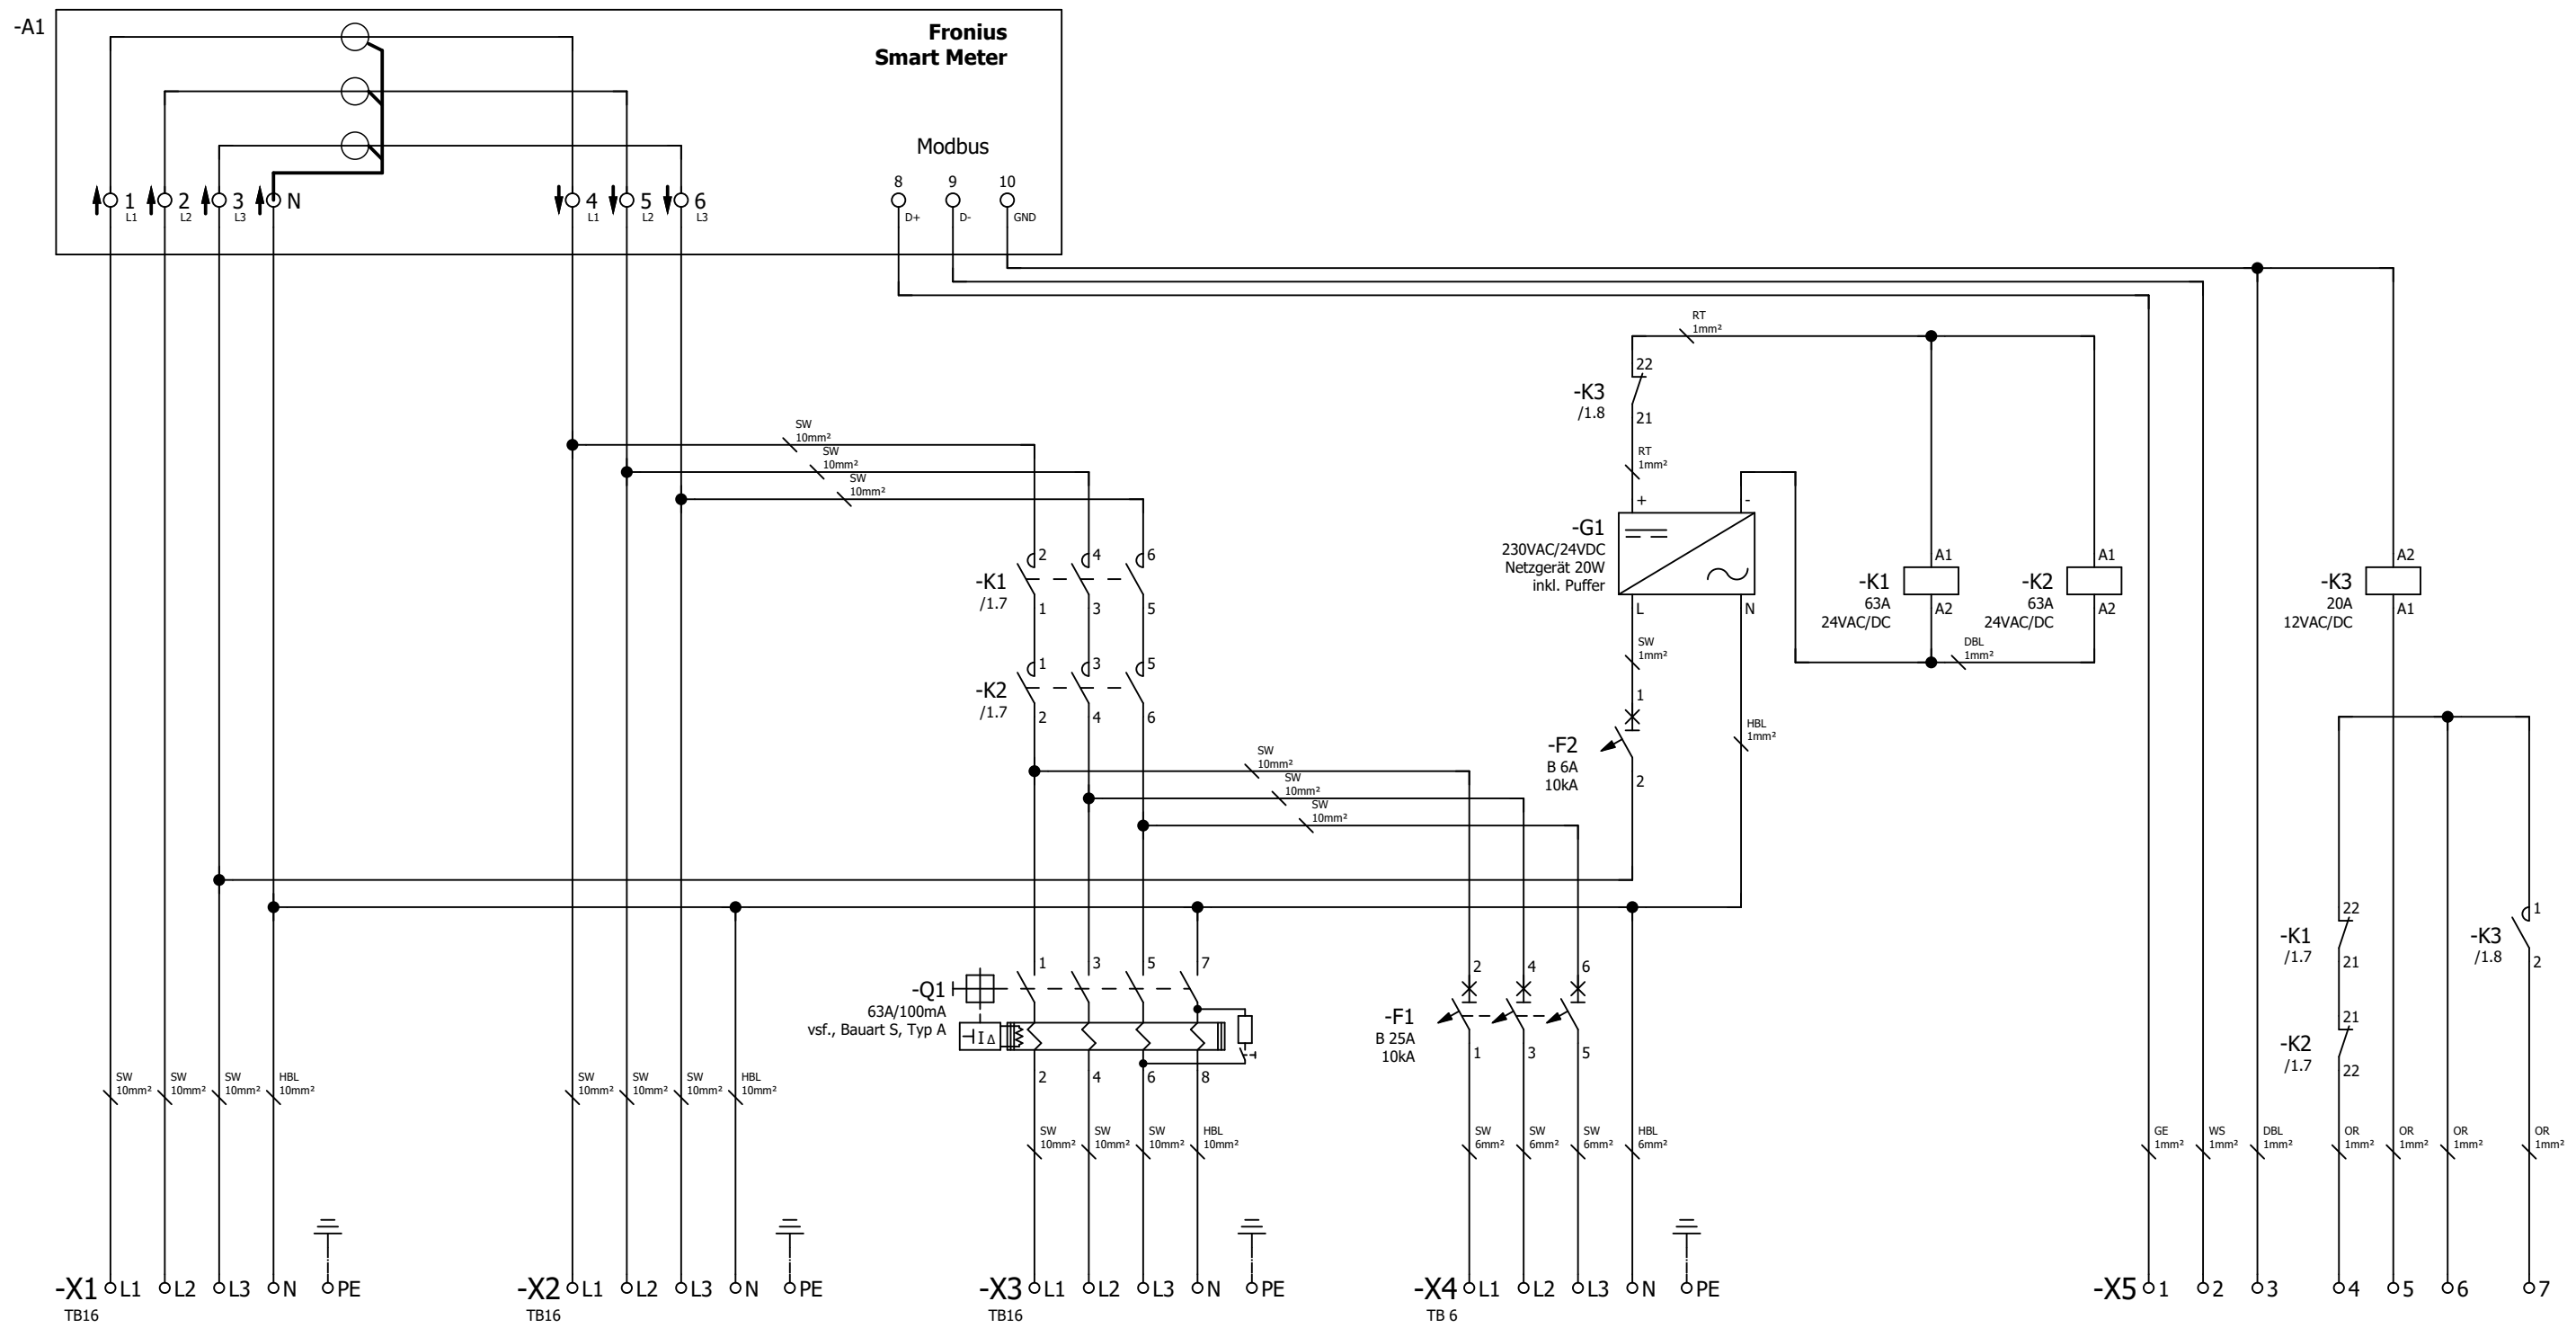 -A1
Fronius
Smart Meter
Modbus
1 2 3 N 4 5 6
L1 L2 L3 L1 L2 L3
8 9 10
D+ D- GND
RT
1mm²
22
-K3
/1.8
21
RT
1mm²
SW
10mm²
SW
10mm²
SW
10mm²
+ -
-G1
230VAC/24VDC
Netzgerät 20W
inkl. Puffer
L N
2 4 6
-K1
/1.7
1 3 5
1 3 5
-K2
/1.7
2 4 6
A1
-K1
63A
24VAC/DC
A2
A1
-K2
63A
24VAC/DC
A2
A2
-K3
20A
12VAC/DC
A1
DBL
1mm²
SW
1mm²
1
-F2
B 6A
10kA
2
HBL
1mm²
SW
10mm²
SW
10mm²
SW
10mm²
1 3 5 7
-Q1
63A/100mA
vsf., Bauart S, Typ A
I Δ
2 4 6 8
2 4 6
-F1
B 25A
10kA
1 3 5
22
-K1
/1.7
21
21
-K2
/1.7
22
1
-K3
/1.8
2
SW SW SW HBL
10mm² 10mm² 10mm² 10mm²
SW SW SW HBL
10mm² 10mm² 10mm² 10mm²
SW SW SW HBL
10mm² 10mm² 10mm² 10mm²
SW SW SW HBL
6mm² 6mm² 6mm² 6mm²
GE WS DBL OR OR OR OR
1mm² 1mm² 1mm² 1mm² 1mm² 1mm² 1mm²
-X1 L1 L2 L3 N PE
TB16
-X2 L1 L2 L3 N PE
TB16
-X3 L1 L2 L3 N PE
TB16
-X4 L1 L2 L3 N PE
TB 6
-X5 1 2 3 4 5 6 7